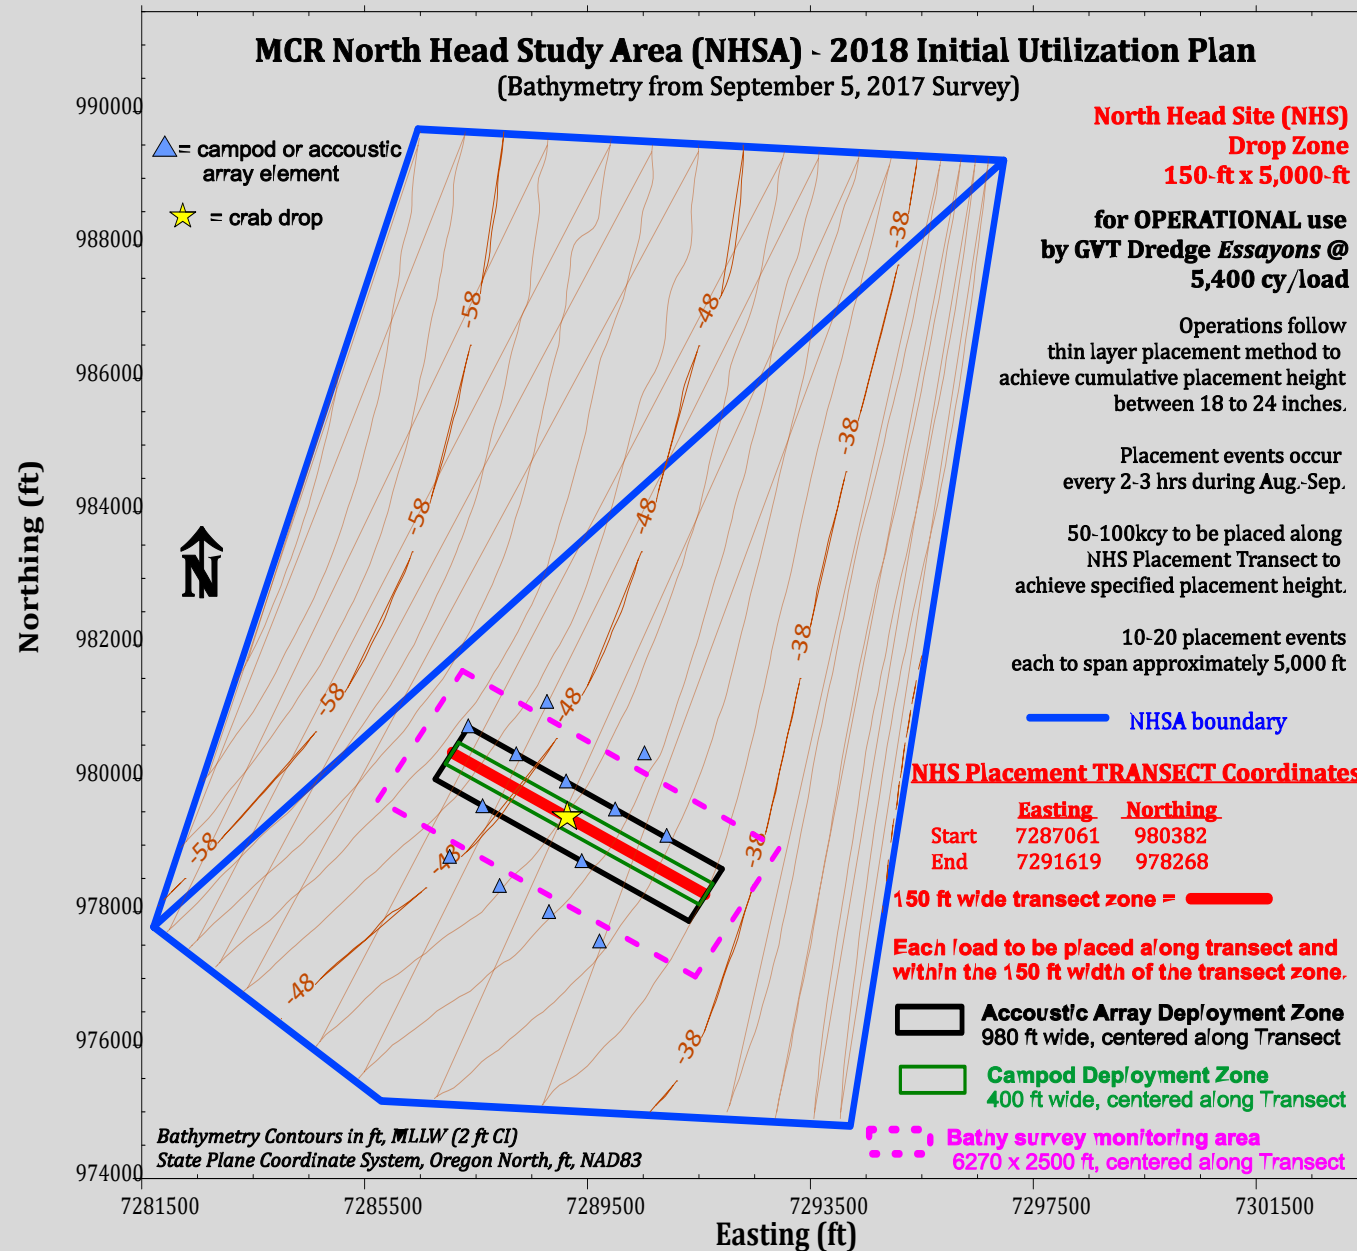 MCR North Head Study Area (NHSA) - 2018 Initial Utilization Plan
(Bathymetry from September 5, 2017 Survey)
= campod or accoustic
array element
= crab drop
North Head Site (NHS)
Drop Zone
150-ft x 5,000-ft
for OPERATIONAL use
by GVT Dredge Essayons @
5,400 cy/load
Operations follow
thin layer placement method to
achieve cumulative placement height
between 18 to 24 inches.
Placement events occur
every 2-3 hrs during Aug.-Sep.
50-100kcy to be placed along
NHS Placement Transect to
achieve specified placement height.
10-20 placement events
each to span approximately 5,000 ft
NHSA boundary
NHS Placement TRANSECT Coordinates
Easting Northing
Start 7287061 980382
End 7291619 978268
150 ft wide transect zone =
Each load to be placed along transect and
within the 150 ft width of the transect zone.
Accoustic Array Deployment Zone
980 ft wide, centered along Transect
Campod Deployment Zone
400 ft wide, centered along Transect
Bathy survey monitoring area
6270 x 2500 ft, centered along Transect
N
-58
-48
-38
-58
-48
-38
-58
-48
-38
-58
-48
-38
-48
-38
Bathymetry Contours in ft, MLLW (2 ft CI)
State Plane Coordinate System, Oregon North, ft, NAD83
Northing (ft)
990000
988000
986000
984000
982000
980000
978000
976000
974000
7281500 7285500 7289500 7293500 7297500 7301500
Easting (ft)